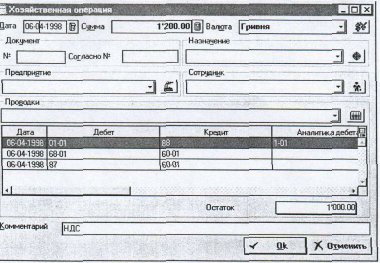 Хозяйственная операция
Дата 06-04-1998 Сумма 1'200.00 Валюта Гривня
Документ Назначение
№ Согласно №
Предприятие Сотрудник
Проводки
Дата Дебет Кредит Аналитика дебета
06-04-1998 01-01 88 1-01
06-04-1998 68-01 60-01
06-04-1998 87 60-01
Остаток 1'000.00
Комментарий НДС
Ok Отменить